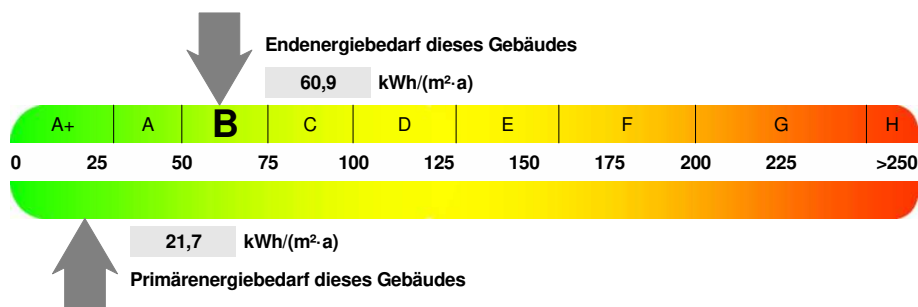 Endenergiebedarf dieses Gebäudes
60,9 kWh/(m²·a)
A+ A B C D E F G H
0 25 50 75 100 125 150 175 200 225 >250
21,7 kWh/(m²·a)
Primärenergiebedarf dieses Gebäudes